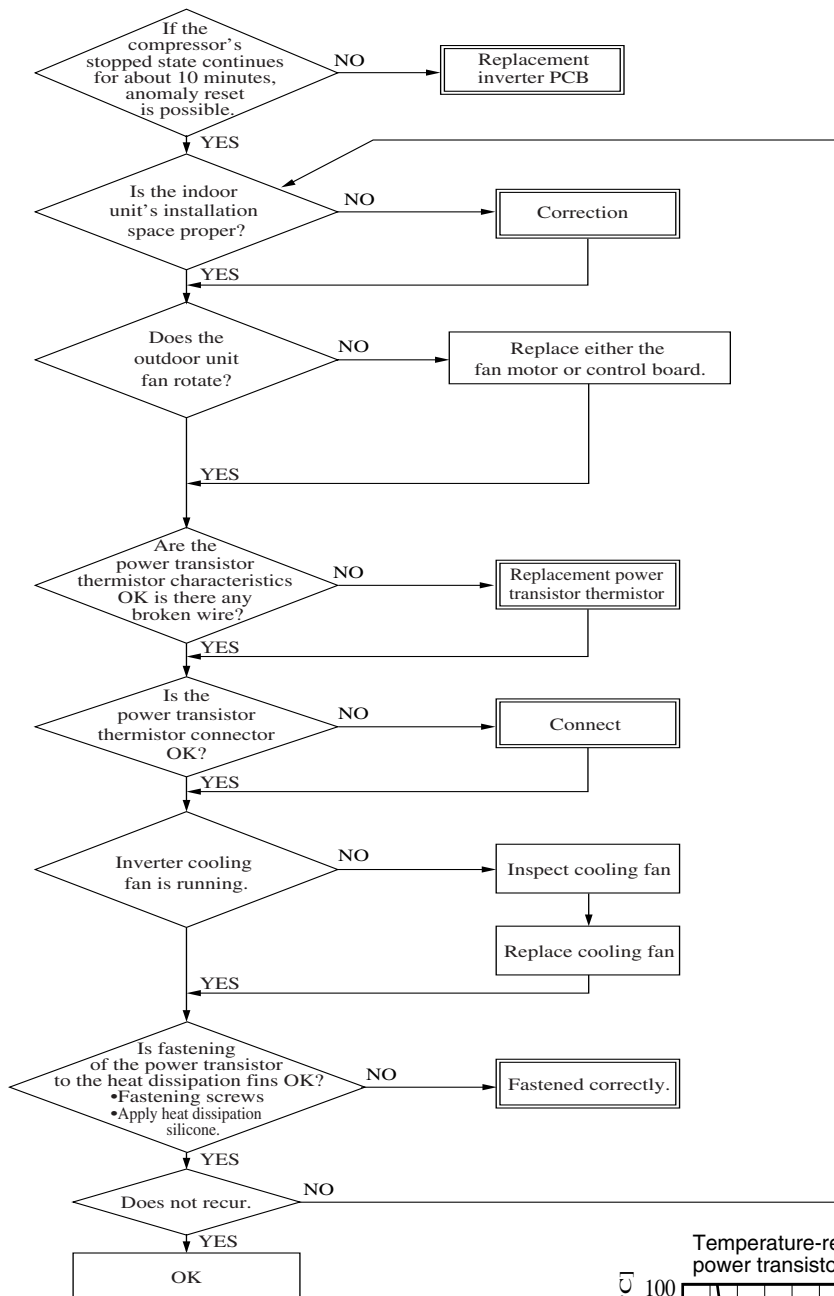 If the
compressor's
stopped state continues
for about 10 minutes,
anomaly reset
is possible.
NO
Replacement
inverter PCB
YES
Is the indoor
unit's installation
space proper?
NO
Correction
YES
Does the
outdoor unit
fan rotate?
NO
Replace either the
fan motor or control board.
YES
Are the
power transistor
thermistor characteristics
OK is there any
broken wire?
NO
Replacement power
transistor thermistor
YES
Is the
power transistor
thermistor connector
OK?
NO
Connect
YES
Inverter cooling
fan is running.
NO
Inspect cooling fan
Replace cooling fan
YES
Is fastening
of the power transistor
to the heat dissipation fins OK?
•Fastening screws
•Apply heat dissipation
silicone.
NO
Fastened correctly.
YES
Does not recur.
NO
YES
OK
Temperature-re
power transisto
100